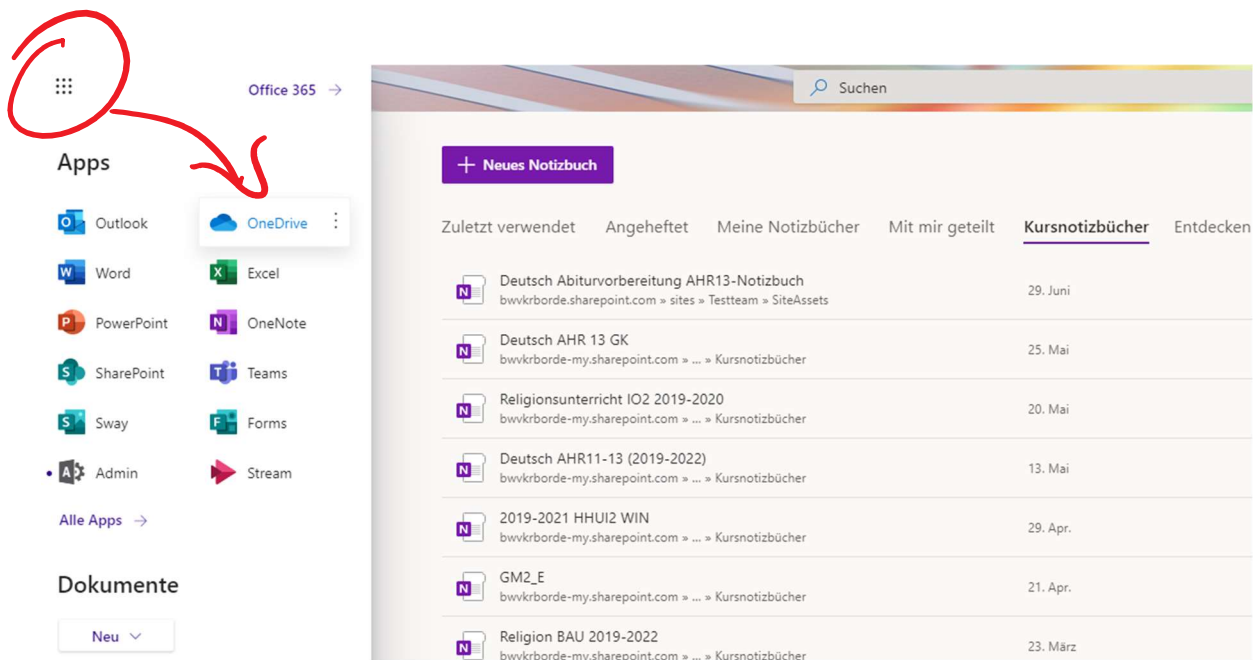 Office 365
Suchen
Apps
Neues Notizbuch
Outlook
OneDrive
Word
Excel
PowerPoint
OneNote
SharePoint
Teams
Sway
Forms
Admin
Stream
Alle Apps
Dokumente
Neu
Zuletzt verwendet Angeheftet Meine Notizbücher Mit mir geteilt Kursnotizbücher Entdecken
Deutsch Abiturvorbereitung AHR13-Notizbuch
bwvkrborde.sharepoint.com » sites » Testteam » SiteAssets
29. Juni
Deutsch AHR 13 GK
bwvkrborde-my.sharepoint.com » ... » Kursnotizbücher
25. Mai
Religionsunterricht IO2 2019-2020
bwvkrborde-my.sharepoint.com » ... » Kursnotizbücher
20. Mai
Deutsch AHR11-13 (2019-2022)
bwvkrborde-my.sharepoint.com » ... » Kursnotizbücher
13. Mai
2019-2021 HHUI2 WIN
bwvkrborde-my.sharepoint.com » ... » Kursnotizbücher
29. Apr.
GM2_E
bwvkrborde-my.sharepoint.com » ... » Kursnotizbücher
21. Apr.
Religion BAU 2019-2022
bwvkrborde-my.sharepoint.com » ... » Kursnotizbücher
23. März